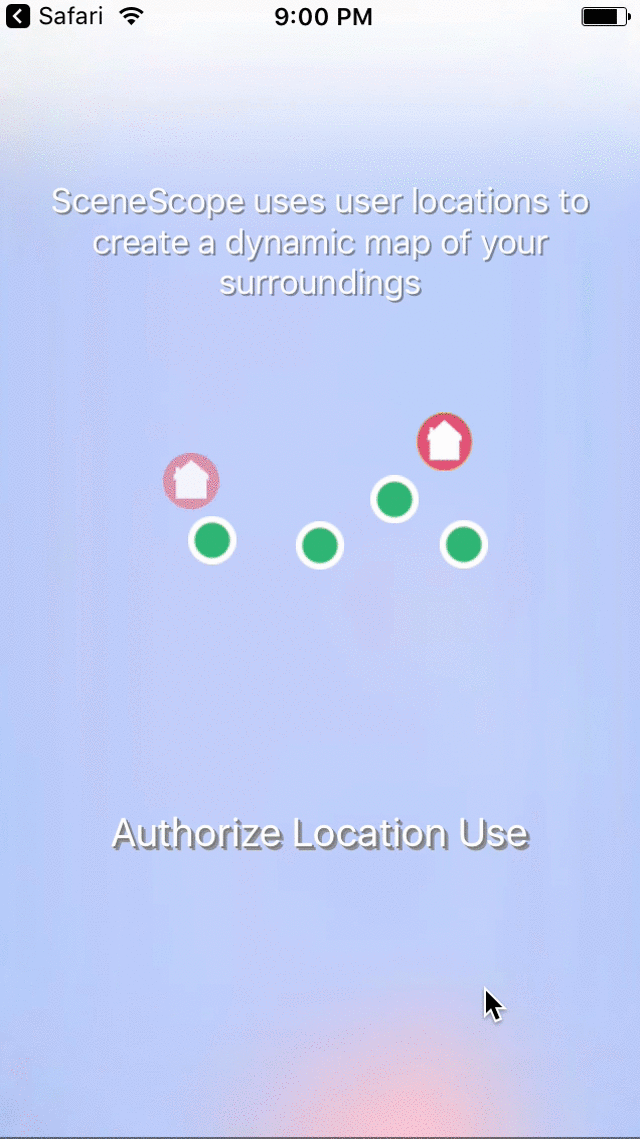 Safari 9:00 PM
SceneScope uses user locations to
create a dynamic map of your
surroundings
Authorize Location Use